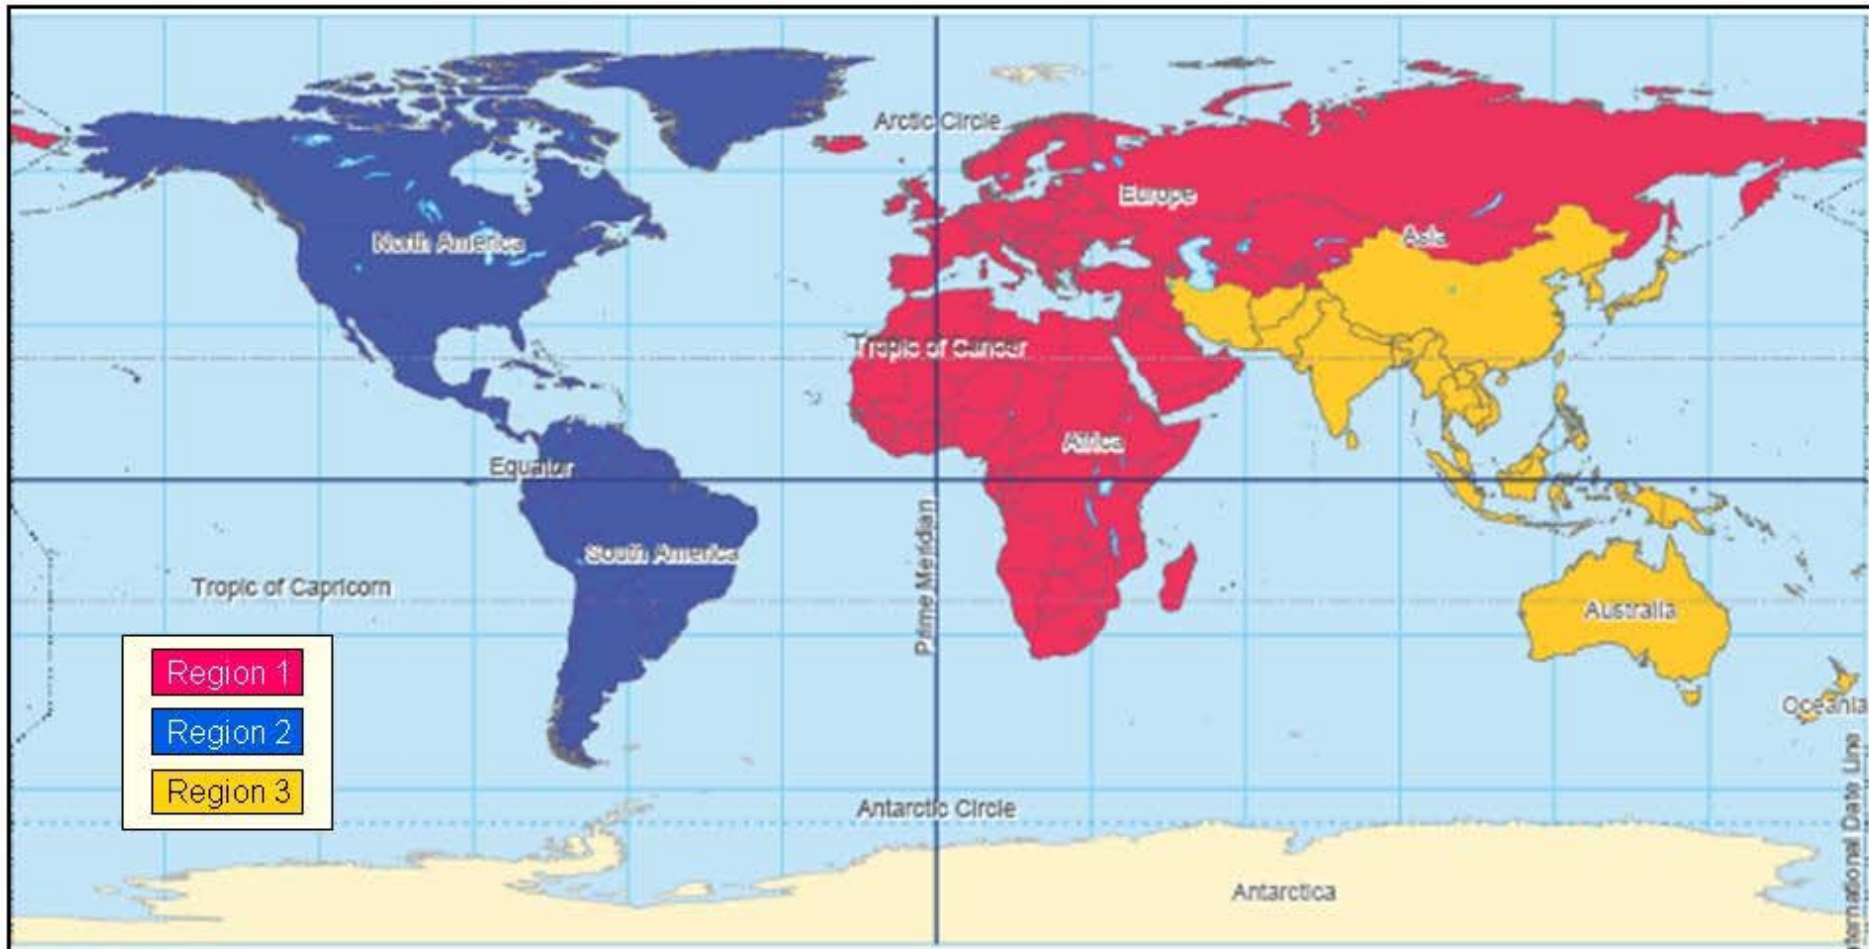 Arctic Circle
Europe
North America
Asia
Tropic of Cancer
Africa
Equator
Prime Meridian
South America
Tropic of Capricorn
Australia
Region 1
Region 2
Region 3
Oceania
Antarctic Circle
Antarctica
International Date Line